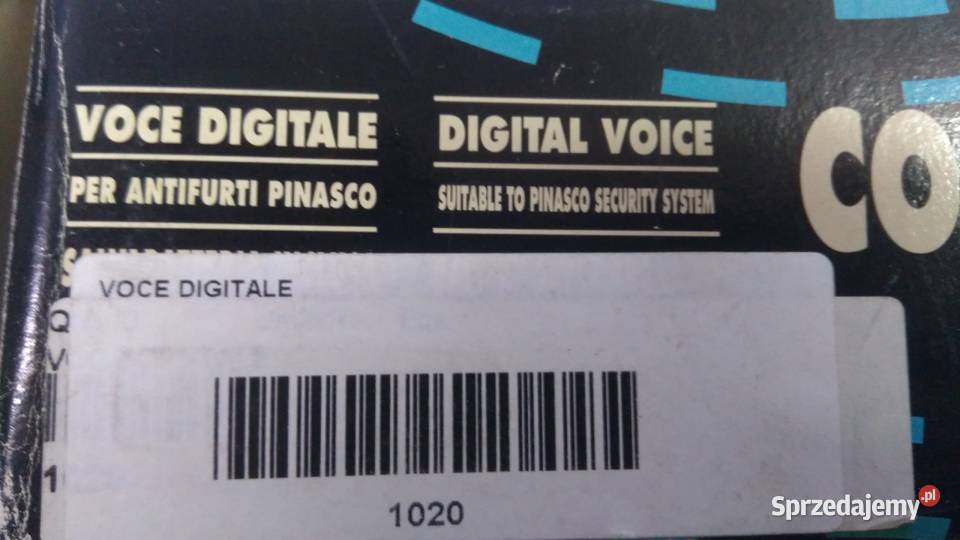 VOCE DIGITALE
PER ANTIFURTI PINASCO
DIGITAL VOICE
SUITABLE TO PINASCO SECURITY SYSTEM
CO
VOCE DIGITALE
1020
Sprzedajemy.pl